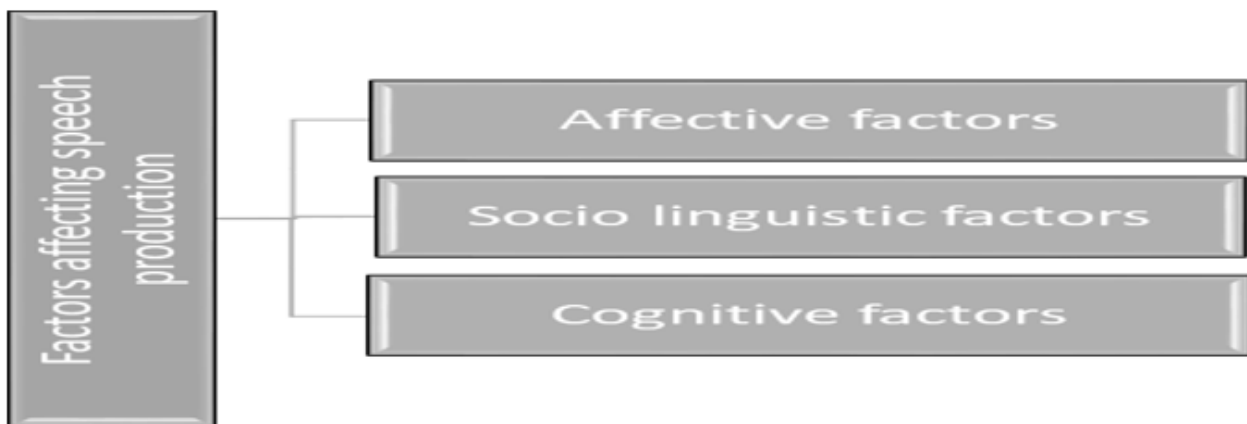 Factors affecting speech
production
Affective factors
Socio linguistic factors
Cognitive factors